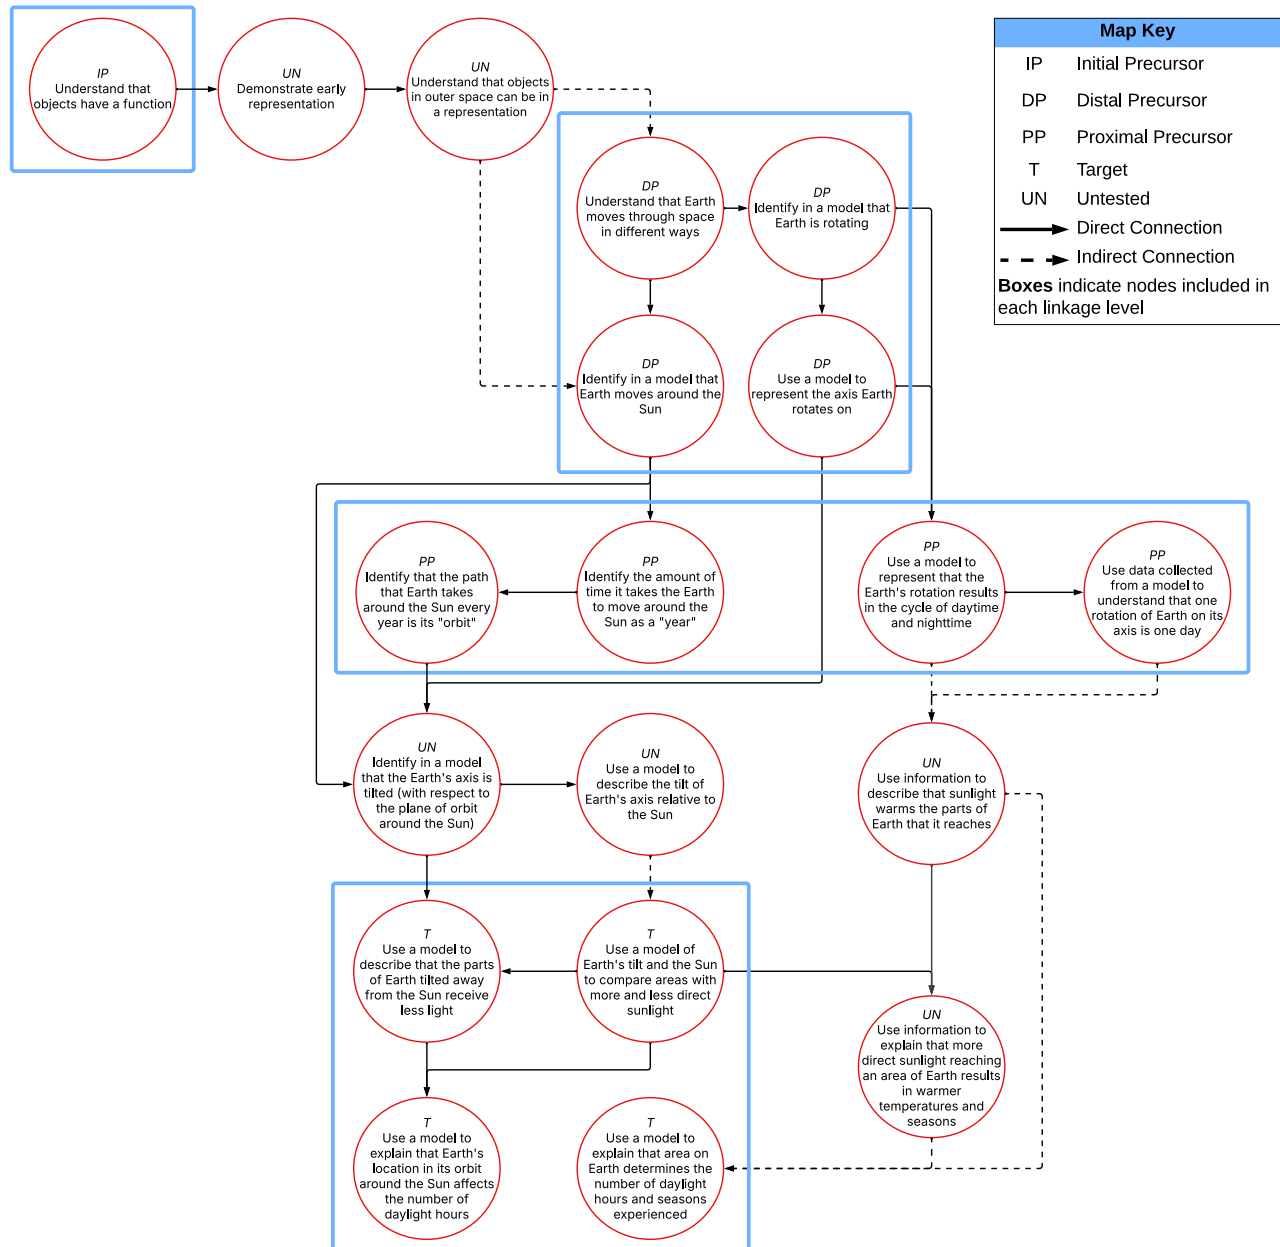 IP
Understand that
objects have a function
UN
Demonstrate early
representation
UN
Understand that objects
in outer space can be in
a representation
Map Key
IP Initial Precursor
DP Distal Precursor
PP Proximal Precursor
T Target
UN Untested
Direct Connection
Indirect Connection
Boxes indicate nodes included in
each linkage level
DP
Understand that Earth
moves through space
in different ways
DP
Identify in a model that
Earth is rotating
DP
Identify in a model that
Earth moves around the
Sun
DP
Use a model to
represent the axis Earth
rotates on
PP
Identify that the path
that Earth takes
around the Sun every
year is its "orbit"
PP
Identify the amount of
time it takes the Earth
to move around the
Sun as a "year"
PP
Use a model to
represent that the
Earth's rotation results
in the cycle of daytime
and nighttime
PP
Use data collected
from a model to
understand that one
rotation of Earth on its
axis is one day
UN
Identify in a model
that the Earth's axis is
tilted (with respect to
the plane of orbit
around the Sun)
UN
Use a model to
describe the tilt of
Earth's axis relative to
the Sun
UN
Use information to
describe that sunlight
warms the parts of
Earth that it reaches
T
Use a model to
describe that the parts
of Earth tilted away
from the Sun receive
less light
T
Use a model of
Earth's tilt and the Sun
to compare areas with
more and less direct
sunlight
UN
Use information to
explain that more
direct sunlight reaching
an area of Earth results
in warmer
temperatures and
seasons
T
Use a model to
explain that Earth's
location in its orbit
around the Sun affects
the number of
daylight hours
T
Use a model to
explain that area on
Earth determines the
number of daylight
hours and seasons
experienced